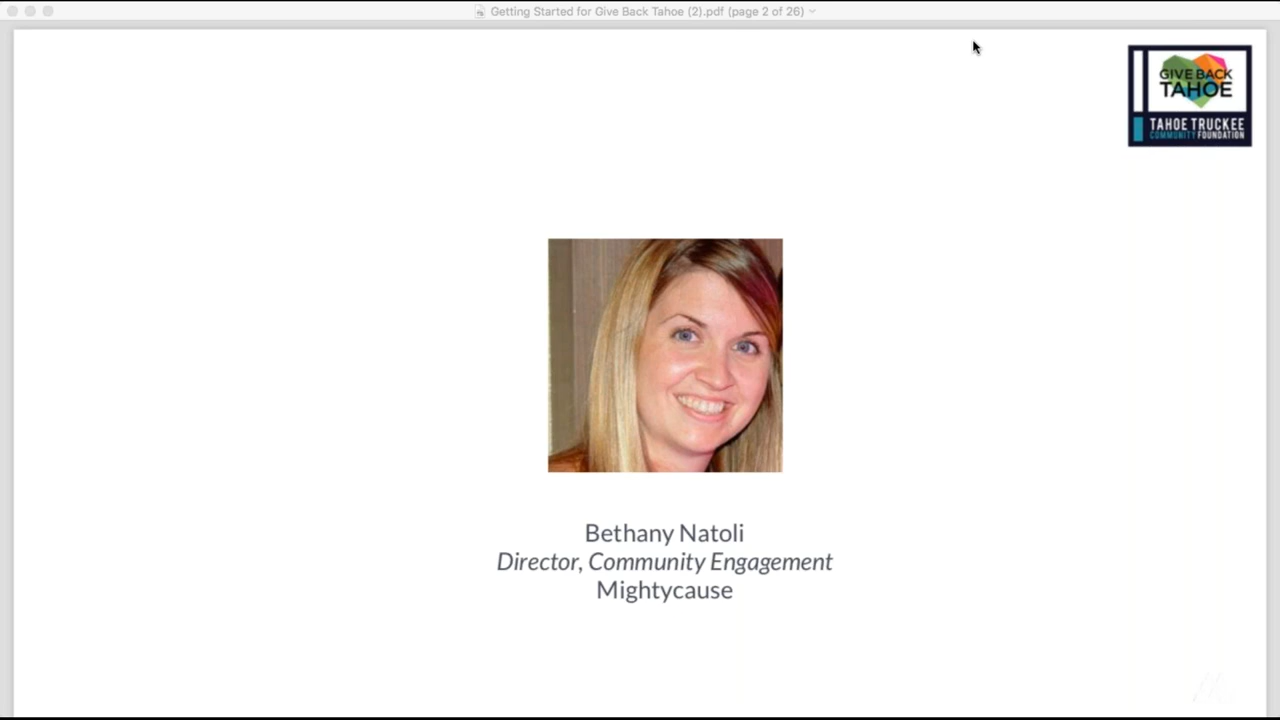 Getting Started for Give Back Tahoe (2).pdf (page 2 of 26)
GIVE BACK
TAHOE
TAHOE TRUCKEE
COMMUNITY FOUNDATION
Bethany Natoli
Director, Community Engagement
Mightycause